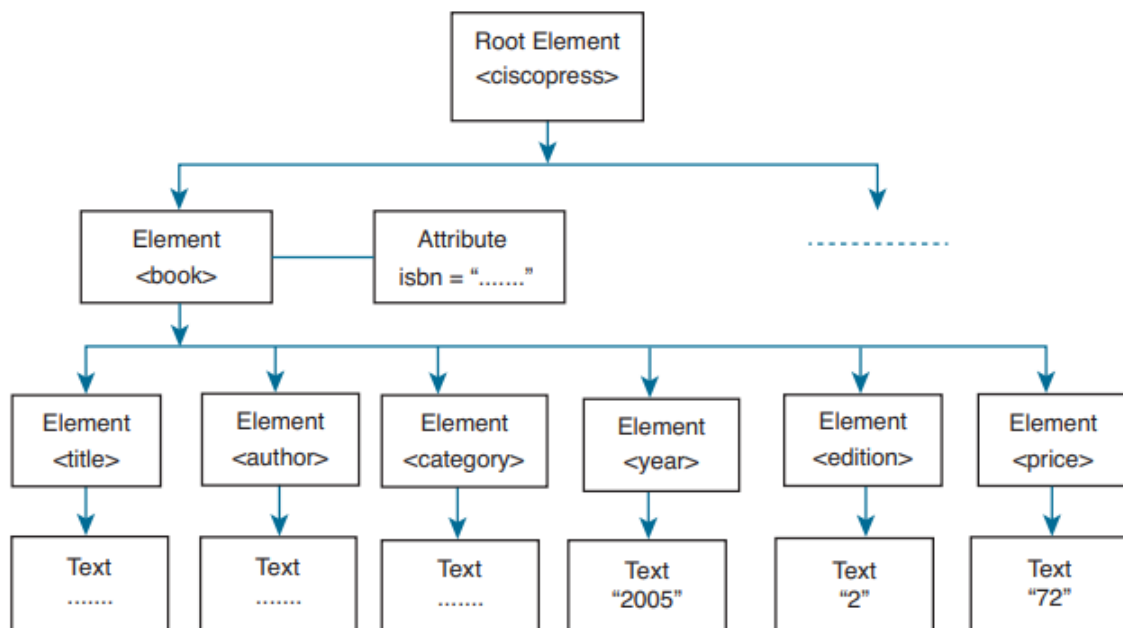 Root Element
<ciscopress>
Element
<book>
Attribute
isbn = “.......”
Element
<title>
Element
<author>
Element
<category>
Element
<year>
Element
<edition>
Element
<price>
Text
.......
Text
.......
Text
.......
Text
“2005”
Text
“2”
Text
“72”